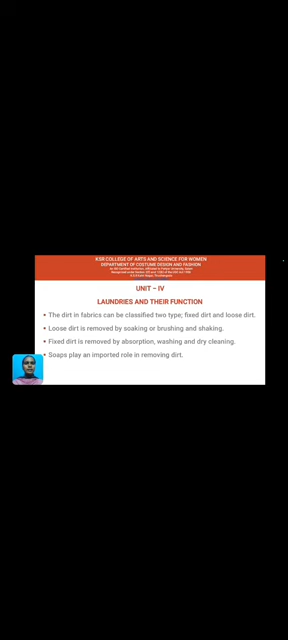 KSR COLLEGE OF ARTS AND SCIENCE FOR WOMEN
DEPARTMENT OF COSTUME DESIGN AND FASHION
UNIT – IV
LAUNDRIES AND THEIR FUNCTION
• The dirt in fabrics can be classified two type; fixed dirt and loose dirt.
• Loose dirt is removed by soaking or brushing and shaking.
• Fixed dirt is removed by absorption, washing and dry cleaning.
• Soaps play an imported role in removing dirt.